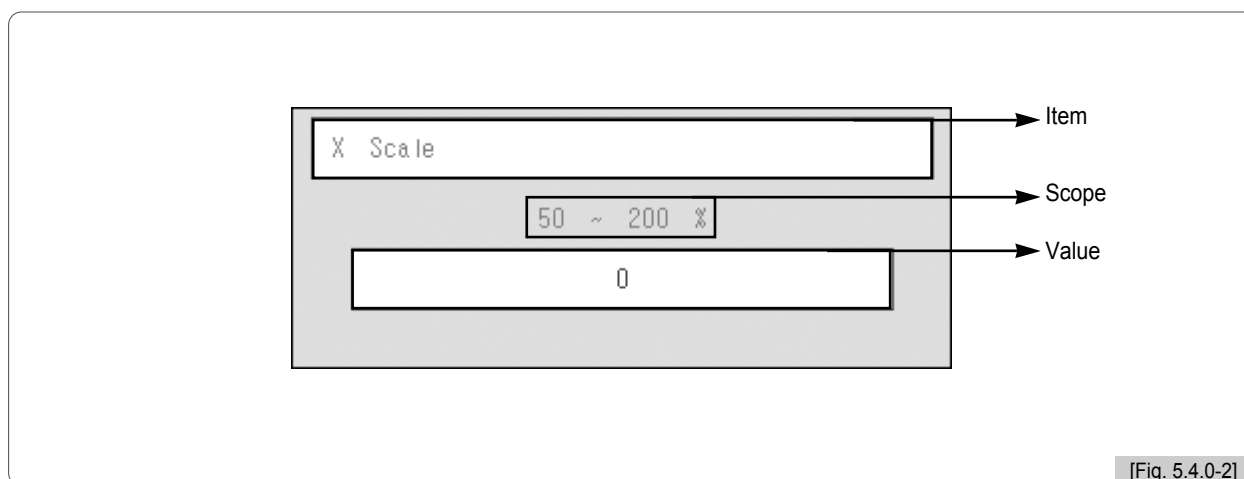 Item
X Scale
Scope
50 ~ 200 %
Value
0
[Fig. 5.4.0-2]